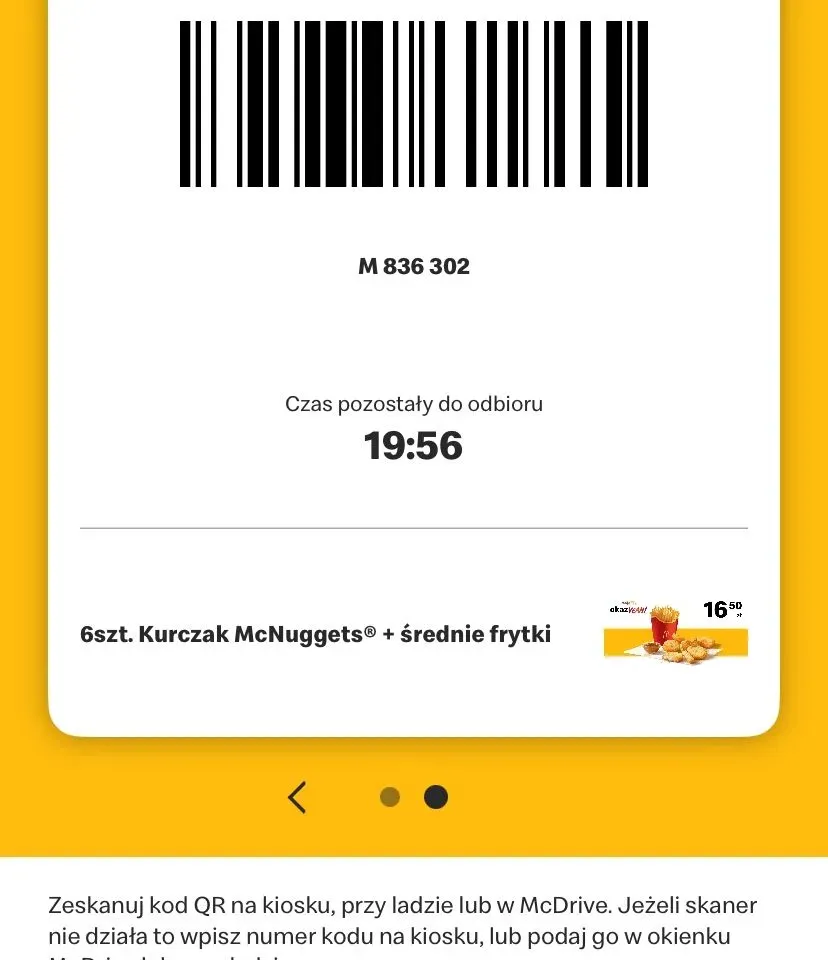 M 836 302
Czas pozostały do odbioru
19:56
okazYEAH!
16 50 zł
6szt. Kurczak McNuggets® + średnie frytki
Zeskanuj kod QR na kiosku, przy ladzie lub w McDrive. Jeżeli skaner
nie działa to wpisz numer kodu na kiosku, lub podaj go w okienku